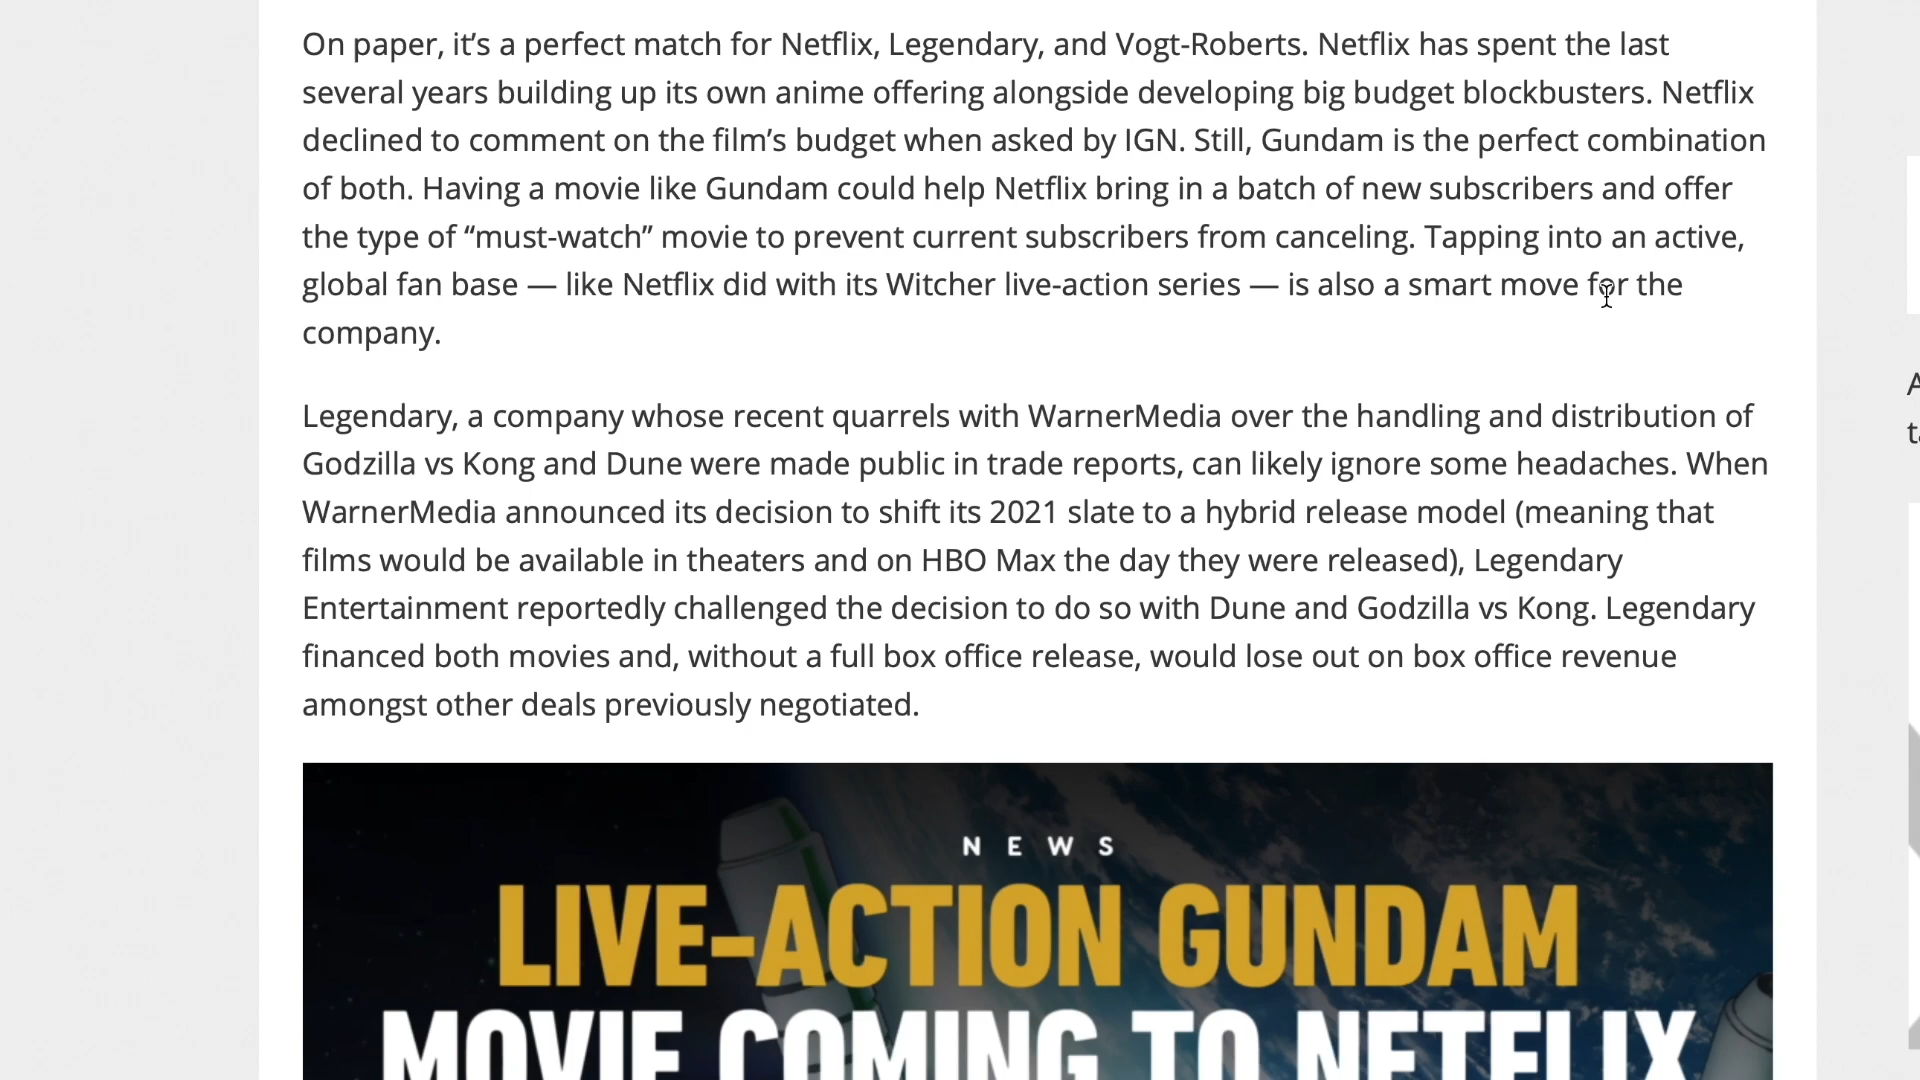 On paper, it’s a perfect match for Netflix, Legendary, and Vogt-Roberts. Netflix has spent the last
several years building up its own anime offering alongside developing big budget blockbusters. Netflix
declined to comment on the film’s budget when asked by IGN. Still, Gundam is the perfect combination
of both. Having a movie like Gundam could help Netflix bring in a batch of new subscribers and offer
the type of “must-watch” movie to prevent current subscribers from canceling. Tapping into an active,
global fan base — like Netflix did with its Witcher live-action series — is also a smart move for the
company.
Legendary, a company whose recent quarrels with WarnerMedia over the handling and distribution of
Godzilla vs Kong and Dune were made public in trade reports, can likely ignore some headaches. When
WarnerMedia announced its decision to shift its 2021 slate to a hybrid release model (meaning that
films would be available in theaters and on HBO Max the day they were released), Legendary
Entertainment reportedly challenged the decision to do so with Dune and Godzilla vs Kong. Legendary
financed both movies and, without a full box office release, would lose out on box office revenue
amongst other deals previously negotiated.
NEWS
LIVE-ACTION GUNDAM
MOVIE COMING TO NETFLIX